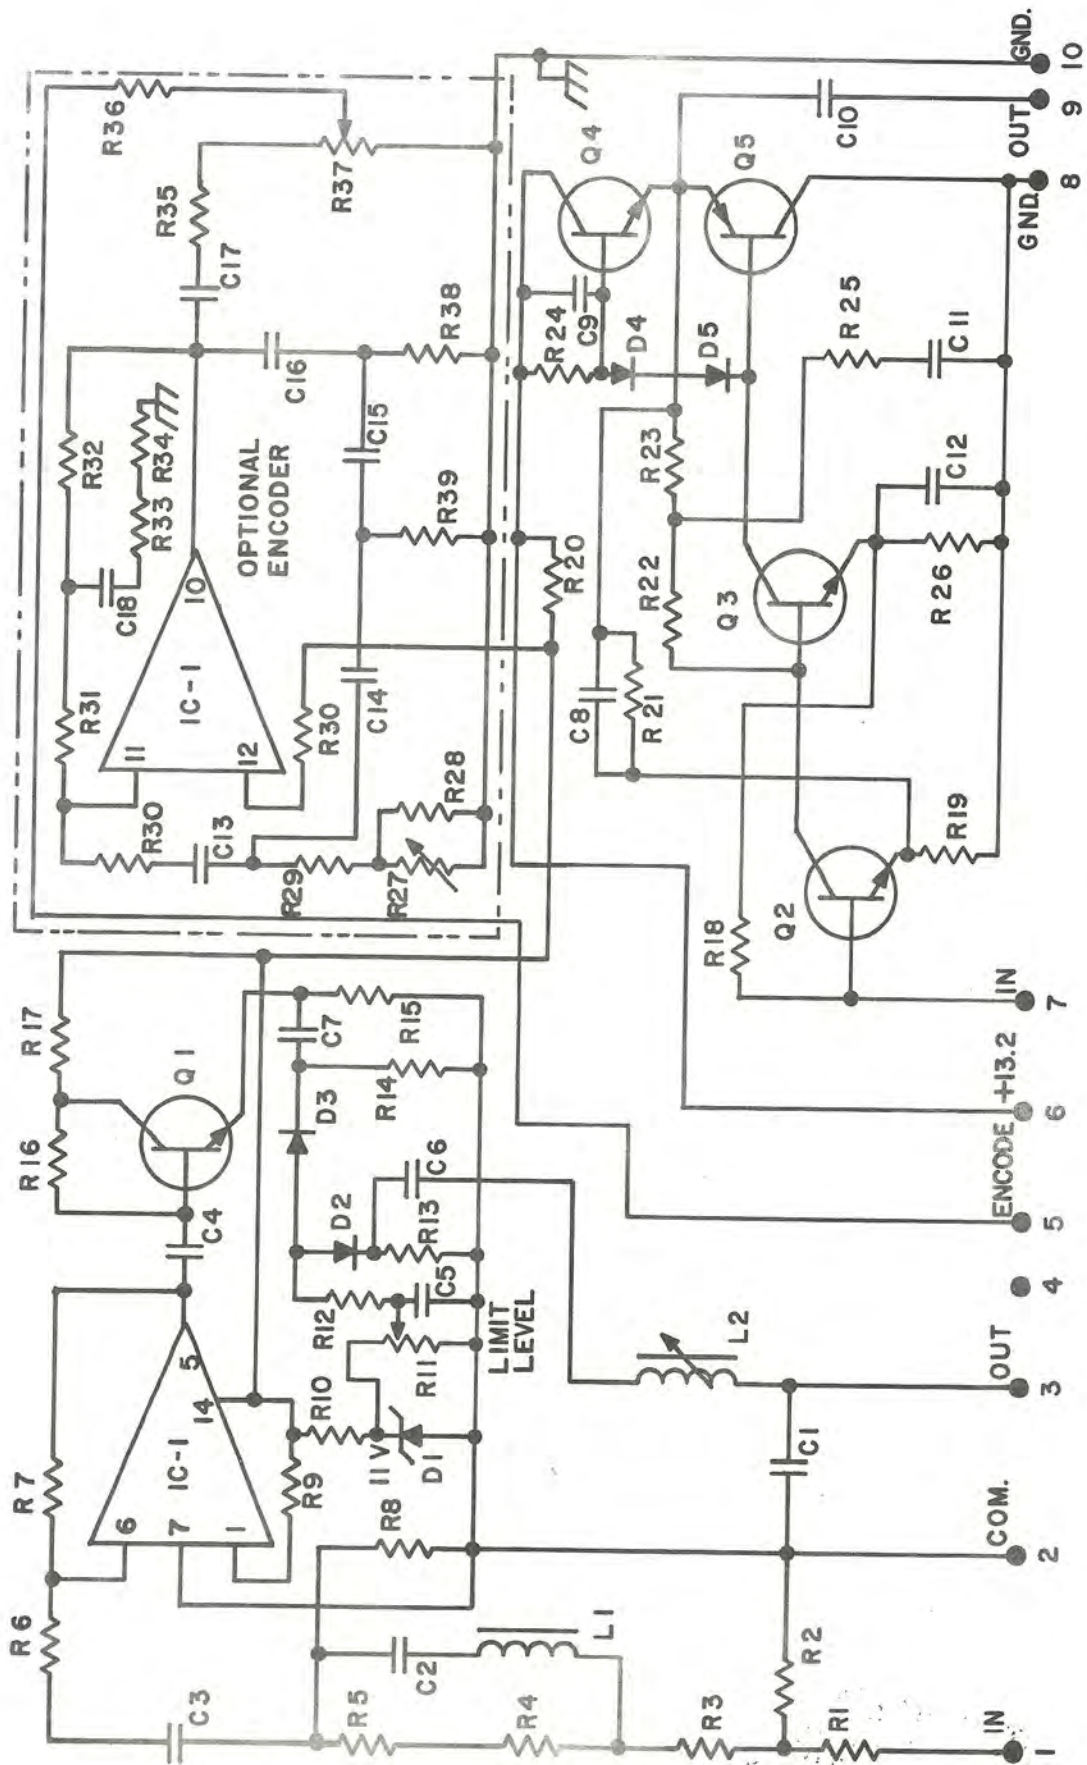 R6
R7
C3
IC-1
6
7
1
5
14
C4
R16
R17
Q1
R9
R10
11V
D1
R8
R11
R12
LIMIT
LEVEL
C5
R13
D2
C6
D3
R14
C7
R15
C2
L1
R5
R4
R3
R2
R1
C1
L2
R30
C13
R29
R27
R28
R31
IC-1
11
12
10
R30
C14
C18
R33
R34
R32
OPTIONAL
ENCODER
R39
C15
C16
R38
C17
R35
R37
R36
R20
R18
Q2
R19
C8
R21
R22
R23
Q3
R26
C12
R25
C11
R24
C9
D4
D5
Q4
Q5
C10
IN
COM.
OUT
ENCODE
+13.2
IN
GND.
OUT
GND.
1
2
3
4
5
6
7
8
9
10